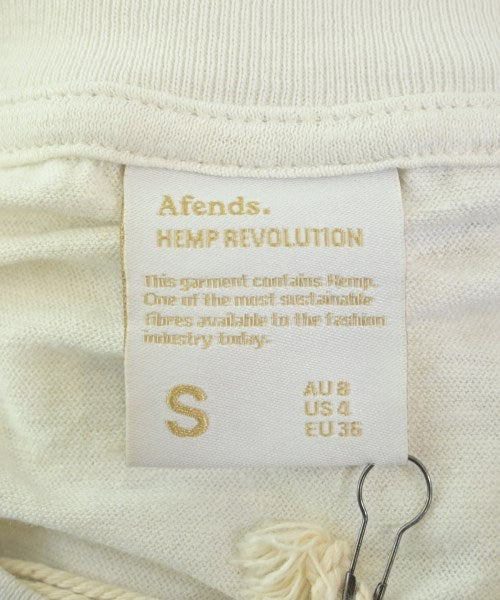 Afends.
HEMP REVOLUTION
This garment contains Hemp.
One of the most sustainable
fibres available to the fashion
industry today.
S
AU 8
US 4
EU 36